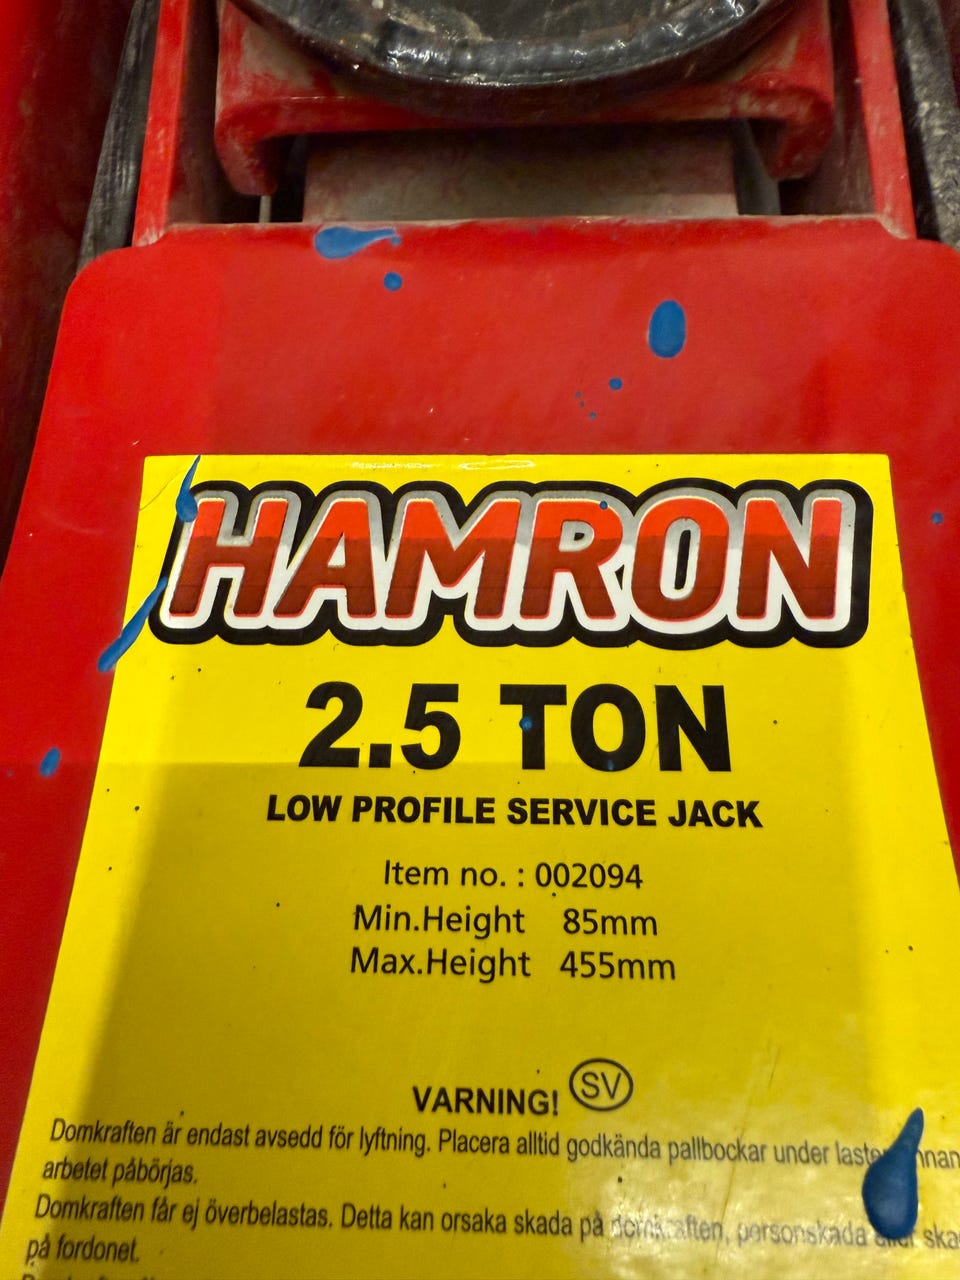 HAMRON
2.5 TON
LOW PROFILE SERVICE JACK
Item no. : 002094
Min.Height 85mm
Max.Height 455mm
VARNING! SV
Domkraften är endast avsedd för lyftning. Placera alltid godkända pallbockar under
arbetet påbörjas.
Domkraften får ej överbelastas. Detta kan orsaka skada på domkraften, personskada eller
på fordonet.